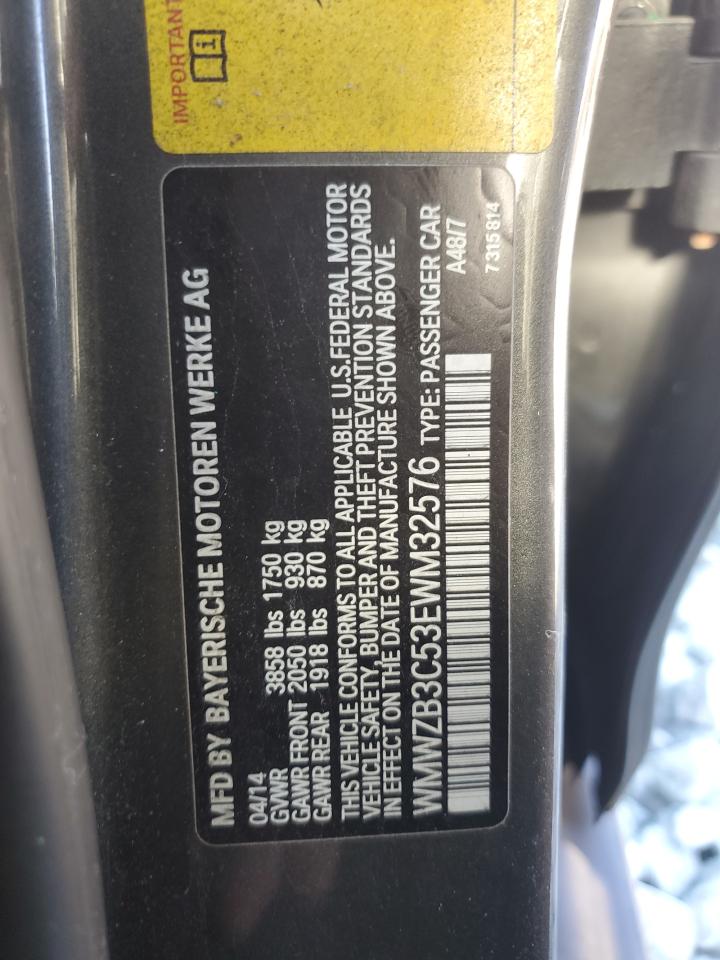 IMPORTANT
MFD BY BAYERISCHE MOTOREN WERKE AG
04/14
GVWR 3858 lbs 1750 kg
GAWR FRONT 2050 lbs 930 kg
GAWR REAR 1918 lbs 870 kg
THIS VEHICLE CONFORMS TO ALL APPLICABLE U.S.FEDERAL MOTOR
VEHICLE SAFETY, BUMPER AND THEFT PREVENTION STANDARDS
IN EFFECT ON THE DATE OF MANUFACTURE SHOWN ABOVE.
WMWZB3C53EWM32576 TYPE: PASSENGER CAR
A48/7
7315814